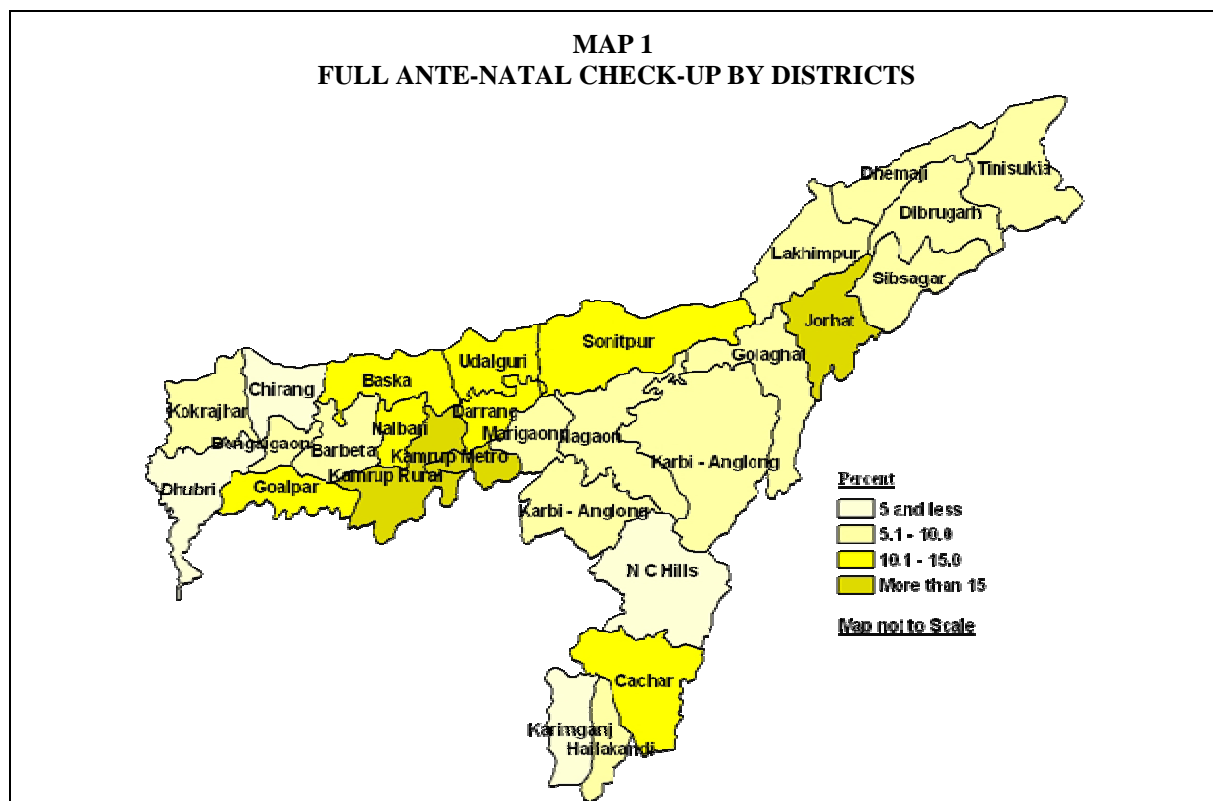 MAP 1
FULL ANTE-NATAL CHECK-UP BY DISTRICTS
Dhemaji
Tinisukia
Dibrugarh
Lakhimpur
Sibsagar
Jorhat
Sonitpur
Golaghat
Udalguri
Chirang
Baska
Kokrajhar
Darrang
Nalbari
Marigaon
Nagaon
Bongaigaon
Barbeta
Kamrup Metro
Karbi - Anglong
Kamrup Rural
Dhubri
Goalpar
Karbi - Anglong
N C Hills
Cachar
Karimganj
Hailakandi
Percent
5 and less
5.1 - 10.0
10.1 - 15.0
More than 15
Map not to Scale